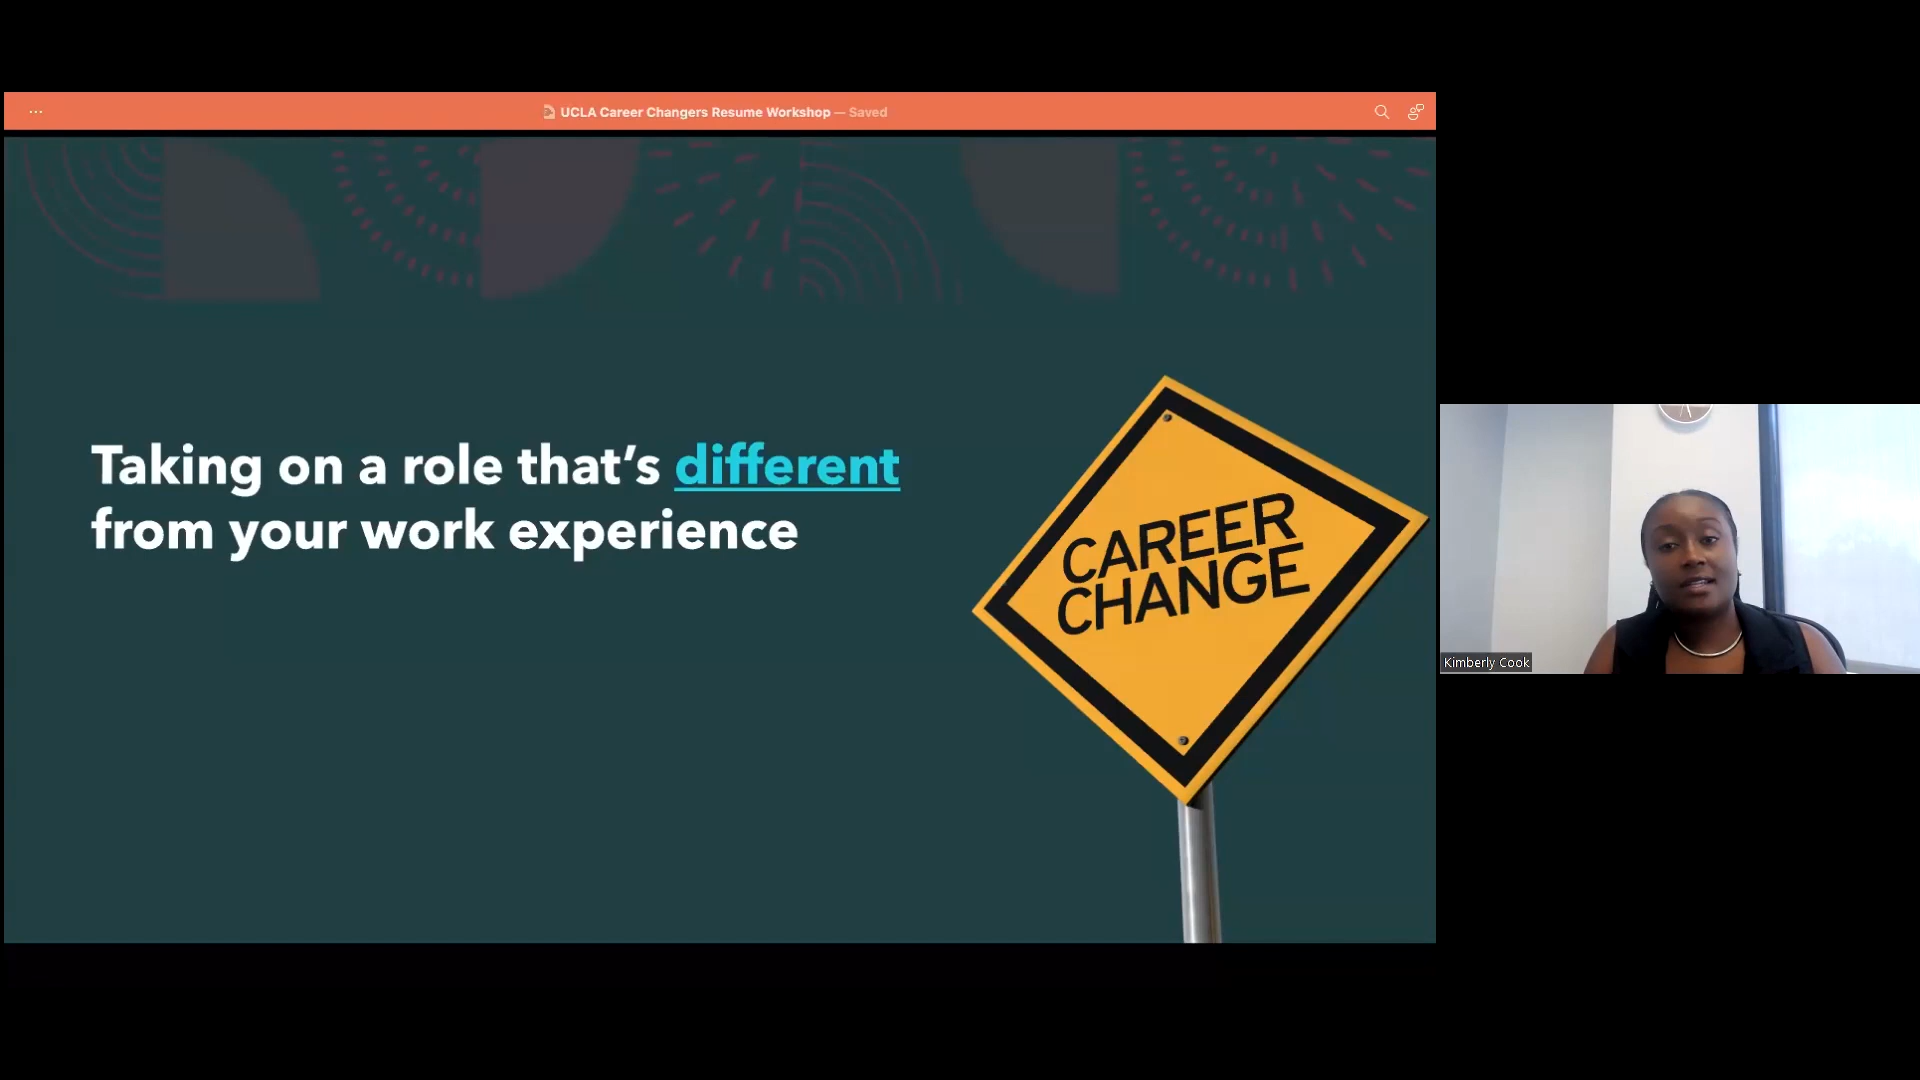 UCLA Career Changers Resume Workshop — Saved
Taking on a role that’s different
from your work experience
CAREER
CHANGE
Kimberly Cook